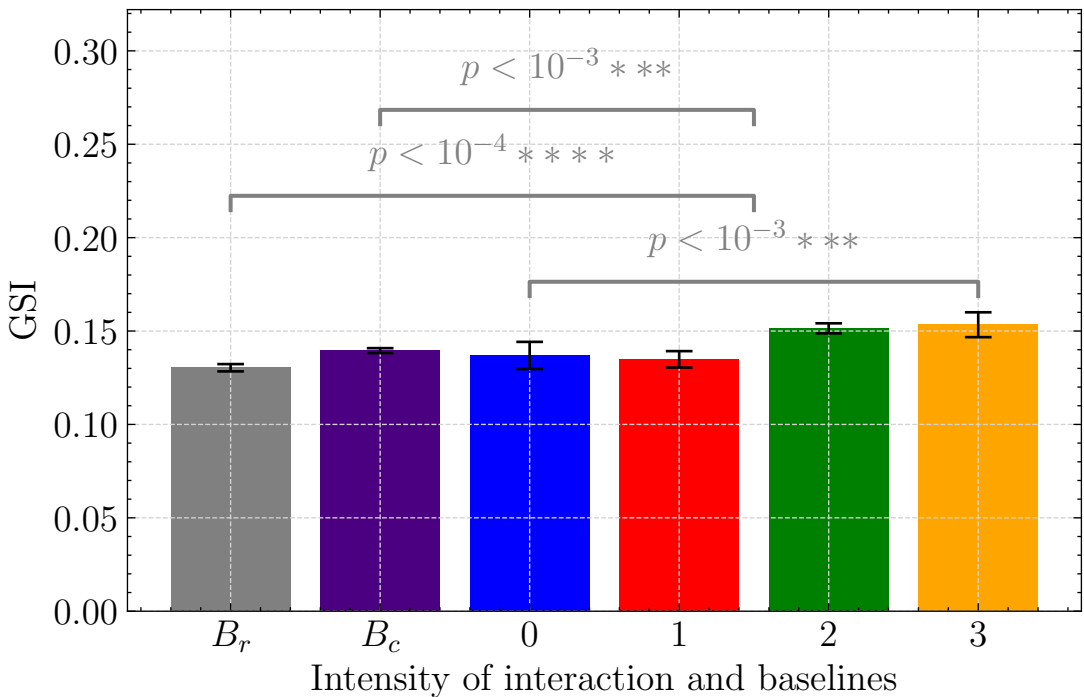 0.30
0.25
0.20
0.15
0.10
0.05
0.00
GSI
p < 10⁻³ ***
p < 10⁻⁴ ****
p < 10⁻³ ***
B_r B_c 0 1 2 3
Intensity of interaction and baselines